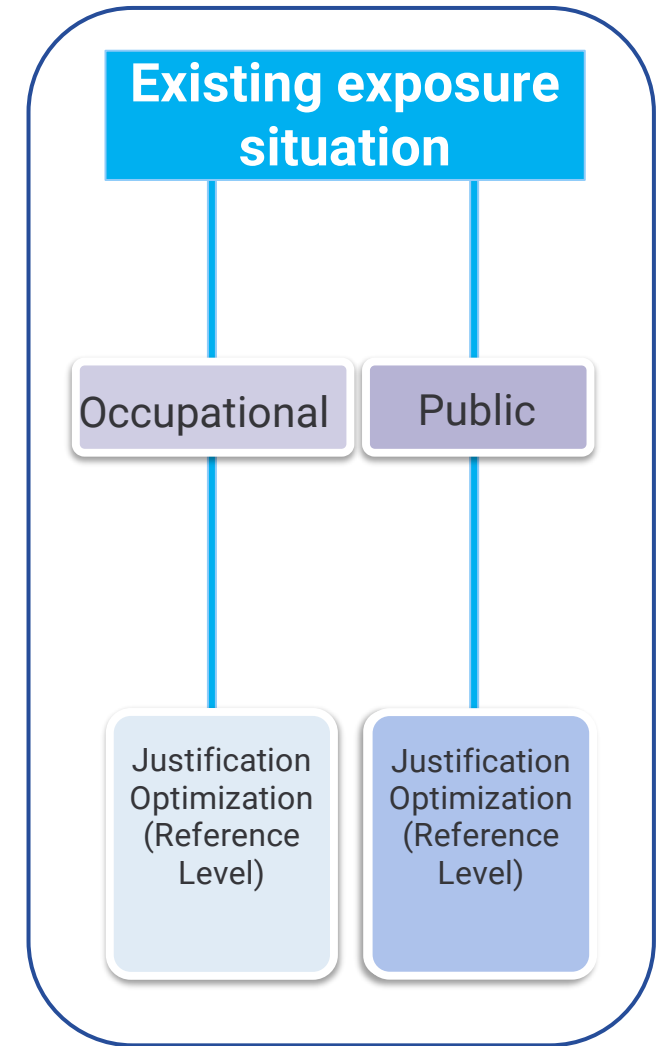 Existing exposure
situation
Occupational
Public
Justification
Optimization
(Reference
Level)
Justification
Optimization
(Reference
Level)